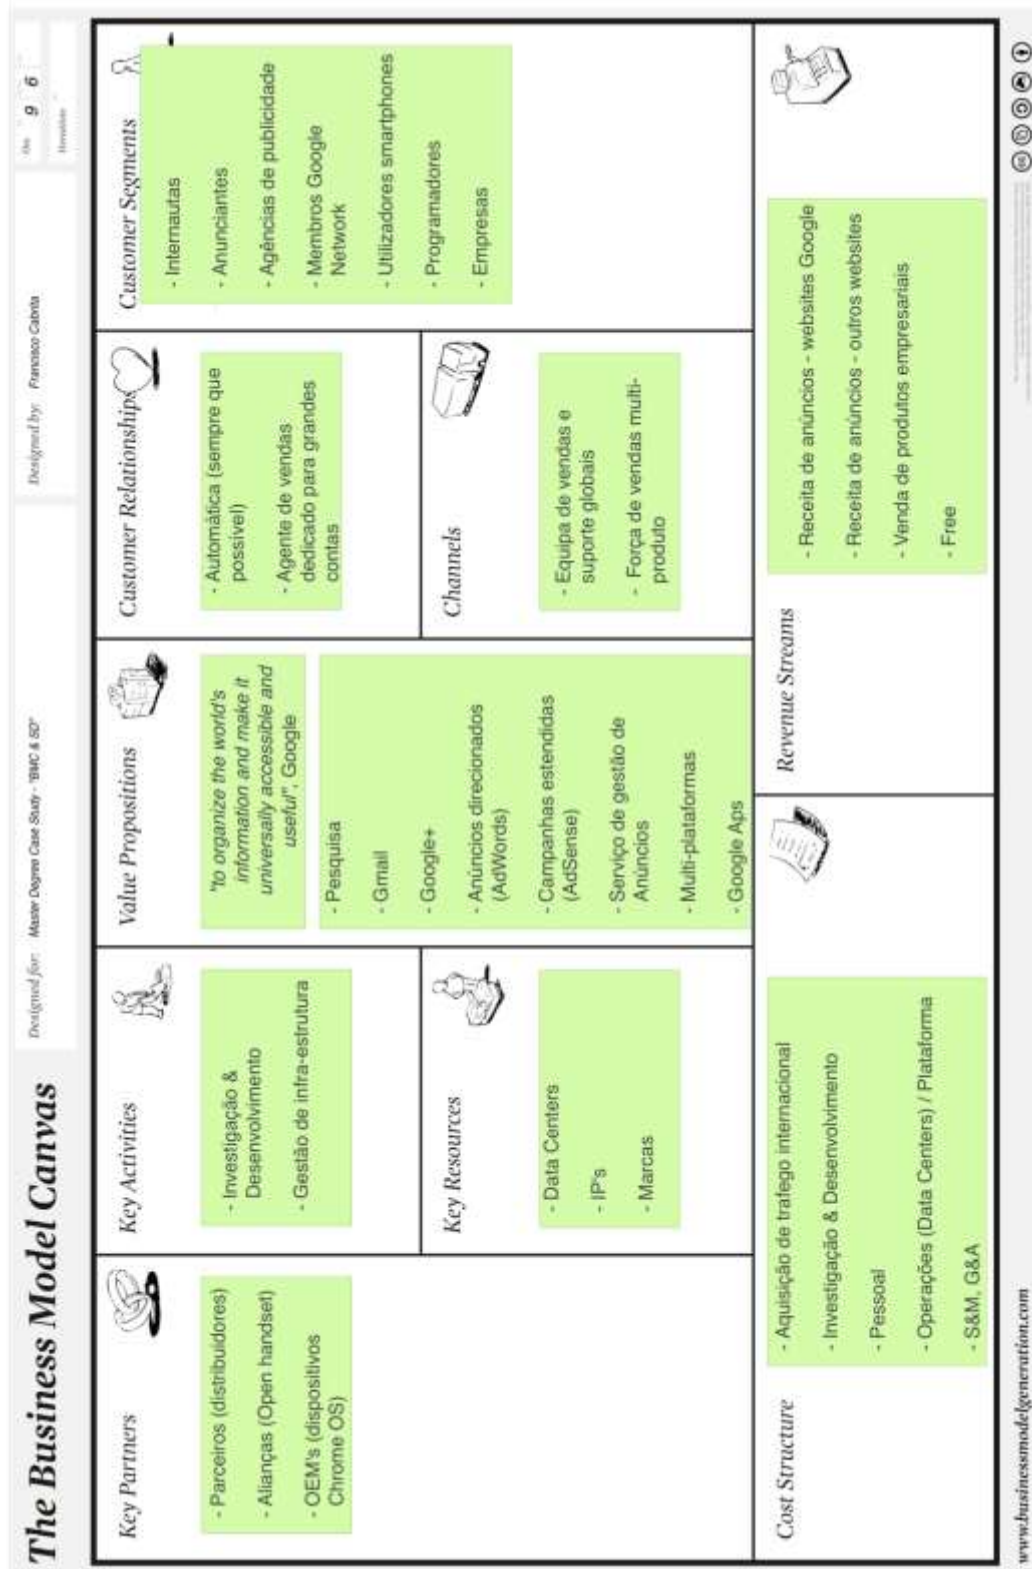 The Business Model Canvas
Designed for:
Master Degree Case Study - "BMC & SD"
Designed by:
Francisco Cabrita
On:
9 6
Iteration:
Key Partners
- Parceiros (distribuidores)
- Alianças (Open handset)
- OEM's (dispositivos
Chrome OS)
Key Activities
- Investigação &
Desenvolvimento
- Gestão de infra-estrutura
Key Resources
- Data Centers
- IP's
- Marcas
Value Propositions
"to organize the world's
information and make it
universally accessible and
useful", Google
- Pesquisa
- Gmail
- Google+
- Anúncios direcionados
(AdWords)
- Campanhas estendidas
(AdSense)
- Serviço de gestão de
Anúncios
- Multi-plataformas
- Google Aps
Customer Relationships
- Automática (sempre que
possível)
- Agente de vendas
dedicado para grandes
contas
Channels
- Equipa de vendas e
suporte globais
- Força de vendas multi-
produto
Customer Segments
- Internautas
- Anunciantes
- Agências de publicidade
- Membros Google
Network
- Utilizadores smartphones
- Programadores
- Empresas
Cost Structure
- Aquisição de trafego internacional
- Investigação & Desenvolvimento
- Pessoal
- Operações (Data Centers) / Plataforma
- S&M, G&A
Revenue Streams
- Receita de anúncios - websites Google
- Receita de anúncios - outros websites
- Venda de produtos empresariais
- Free
www.businessmodelgeneration.com